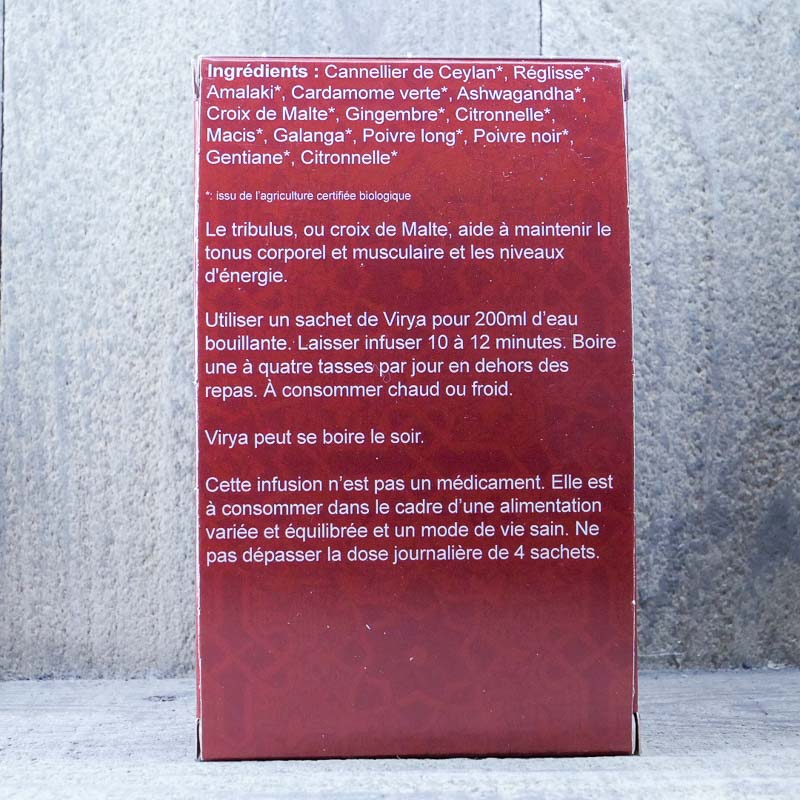 Ingrédients : Cannellier de Ceylan*, Réglisse*,
Amalaki*, Cardamome verte*, Ashwagandha*,
Croix de Malte*, Gingembre*, Citronnelle*,
Macis*, Galanga*, Poivre long*, Poivre noir*,
Gentiane*, Citronnelle*
*: issu de l'agriculture certifiée biologique
Le tribulus, ou croix de Malte, aide à maintenir le
tonus corporel et musculaire et les niveaux
d'énergie.
Utiliser un sachet de Virya pour 200ml d'eau
bouillante. Laisser infuser 10 à 12 minutes. Boire
une à quatre tasses par jour en dehors des
repas. À consommer chaud ou froid.
Virya peut se boire le soir.
Cette infusion n'est pas un médicament. Elle est
à consommer dans le cadre d'une alimentation
variée et équilibrée et un mode de vie sain. Ne
pas dépasser la dose journalière de 4 sachets.